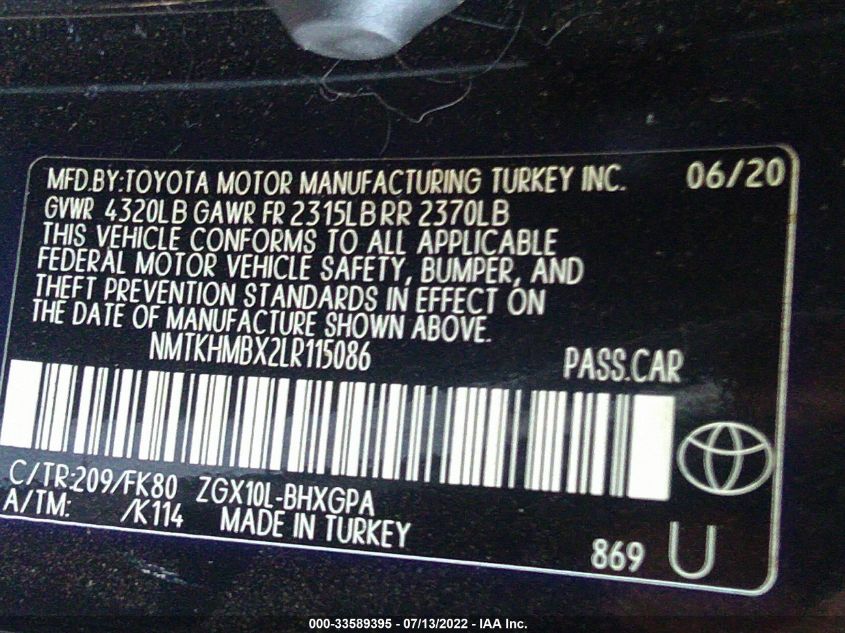 MFD.BY:TOYOTA MOTOR MANUFACTURING TURKEY INC. 06/20
GVWR 4320LB GAWR FR 2315LB RR 2370LB
THIS VEHICLE CONFORMS TO ALL APPLICABLE
FEDERAL MOTOR VEHICLE SAFETY, BUMPER, AND
THEFT PREVENTION STANDARDS IN EFFECT ON
THE DATE OF MANUFACTURE SHOWN ABOVE.
NMTKHMBX2LR115086 PASS.CAR
C/TR:209/FK80 ZGX10L-BHXGPA
A/TM: /K114 MADE IN TURKEY
869 U
000-33589395 - 07/13/2022 - IAA Inc.